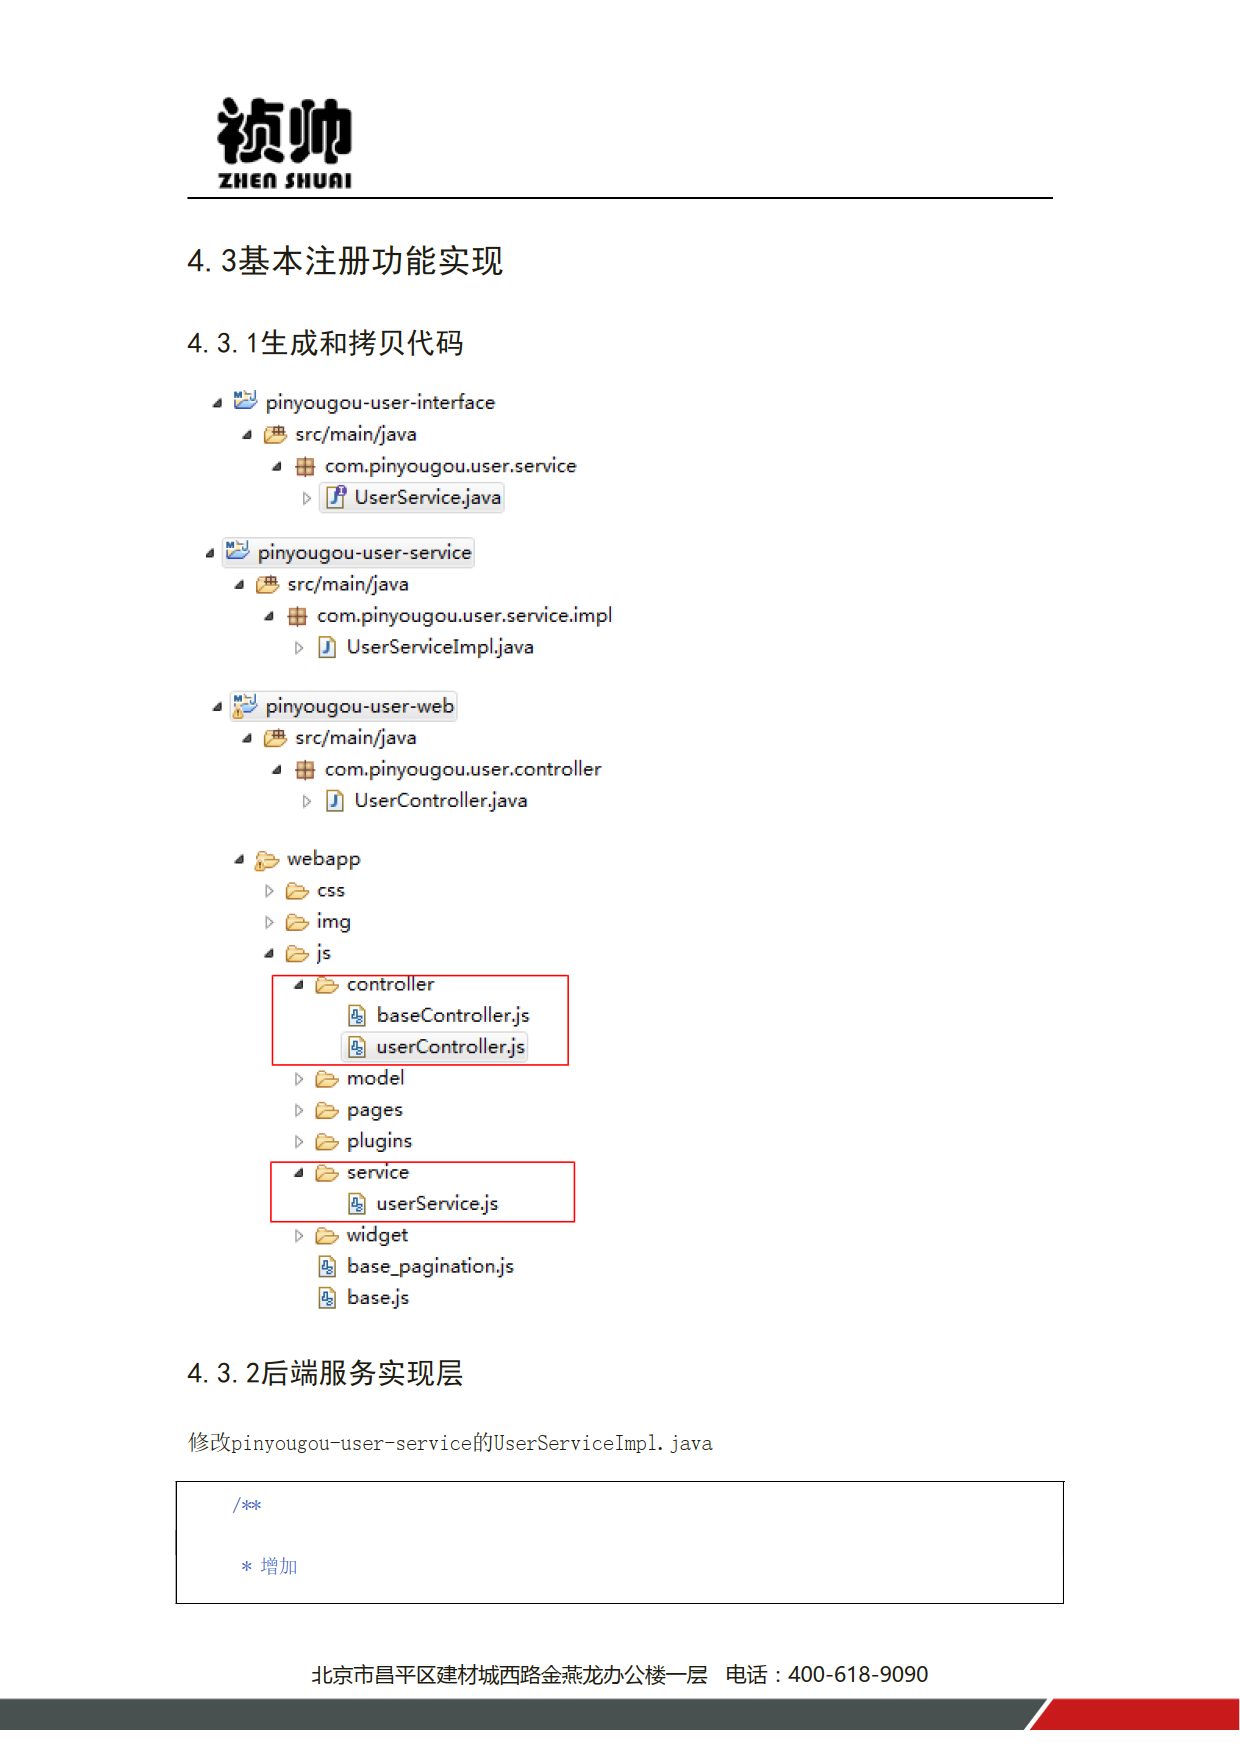 祯帅
ZHEN SHUAI
4.3基本注册功能实现
4.3.1生成和拷贝代码
pinyougou-user-interface
src/main/java
com.pinyougou.user.service
UserService.java
pinyougou-user-service
src/main/java
com.pinyougou.user.service.impl
UserServiceImpl.java
pinyougou-user-web
src/main/java
com.pinyougou.user.controller
UserController.java
webapp
css
img
js
controller
baseController.js
userController.js
model
pages
plugins
service
userService.js
widget
base_pagination.js
base.js
4.3.2后端服务实现层
修改pinyougou-user-service的UserServiceImpl.java
/**
* 增加
北京市昌平区建材城西路金燕龙办公楼一层 电话：400-618-9090